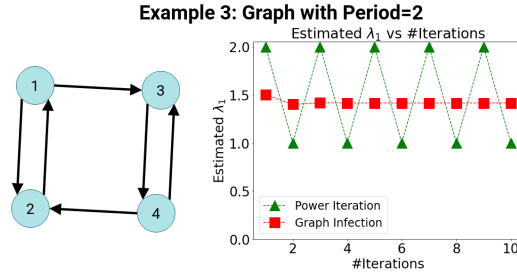 Example 3: Graph with Period=2
1
3
2
4
Estimated λ₁ vs #Iterations
Estimated λ₁
2.0
1.5
1.0
0.5
0.0
Power Iteration
Graph Infection
2 4 6 8 10
#Iterations